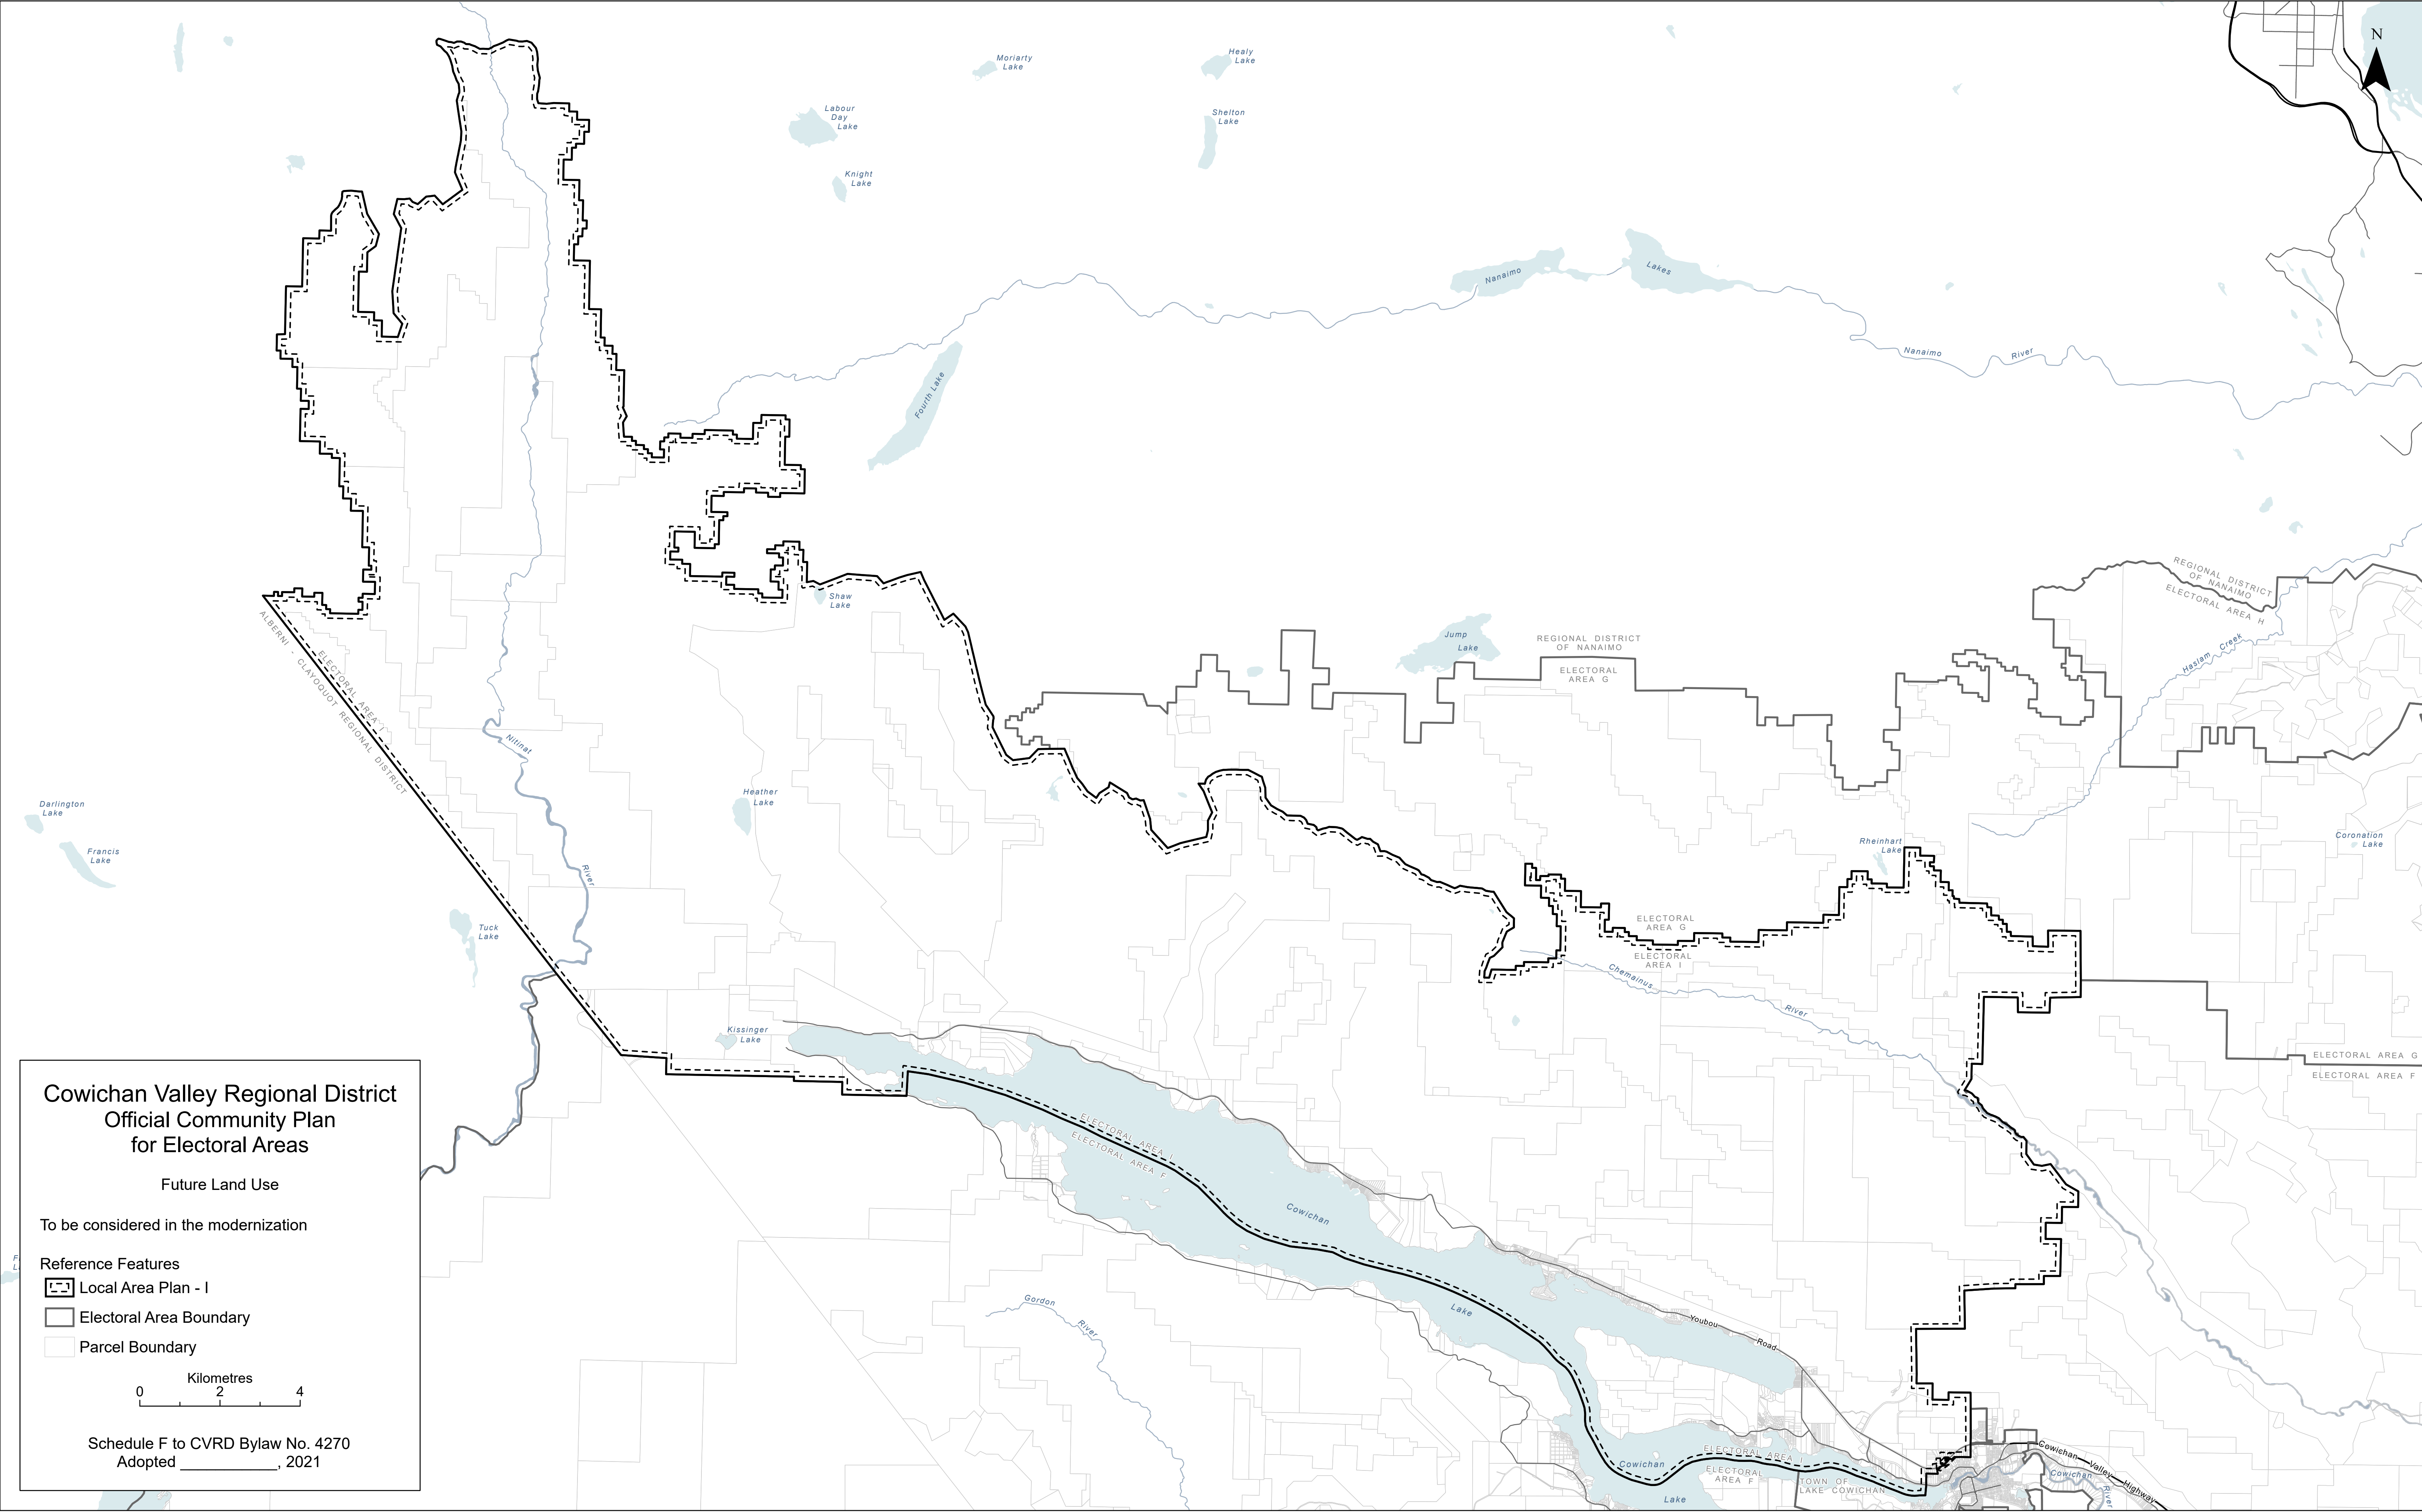 N
Moriarty
Lake
Healy
Lake
Labour
Day
Lake
Shelton
Lake
Knight
Lake
Nanaimo
Lakes
Nanaimo
River
Fourth Lake
REGIONAL DISTRICT
OF NANAIMO
ELECTORAL AREA H
Haslam Creek
Shaw
Lake
Jump
Lake
REGIONAL DISTRICT
OF NANAIMO
ELECTORAL
AREA G
ELECTORAL AREA I
ALBERNI - CLAYOQUOT REGIONAL DISTRICT
Nitinat
River
Heather
Lake
Darlington
Lake
Francis
Lake
Tuck
Lake
Rheinhart
Lake
Coronation
Lake
ELECTORAL
AREA G
ELECTORAL
AREA I
Chemainus
River
Kissinger
Lake
ELECTORAL AREA G
ELECTORAL AREA F
ELECTORAL AREA I
ELECTORAL AREA F
Cowichan
Lake
Gordon
River
Youbou
Road
ELECTORAL AREA I
ELECTORAL
AREA F
TOWN OF
LAKE COWICHAN
Cowichan
Lake
Cowichan Valley Highway
Cowichan
River
Cowichan Valley Regional District
Official Community Plan
for Electoral Areas
Future Land Use
To be considered in the modernization
Reference Features
Local Area Plan - I
Electoral Area Boundary
Parcel Boundary
Kilometres
0 2 4
Schedule F to CVRD Bylaw No. 4270
Adopted ____________, 2021